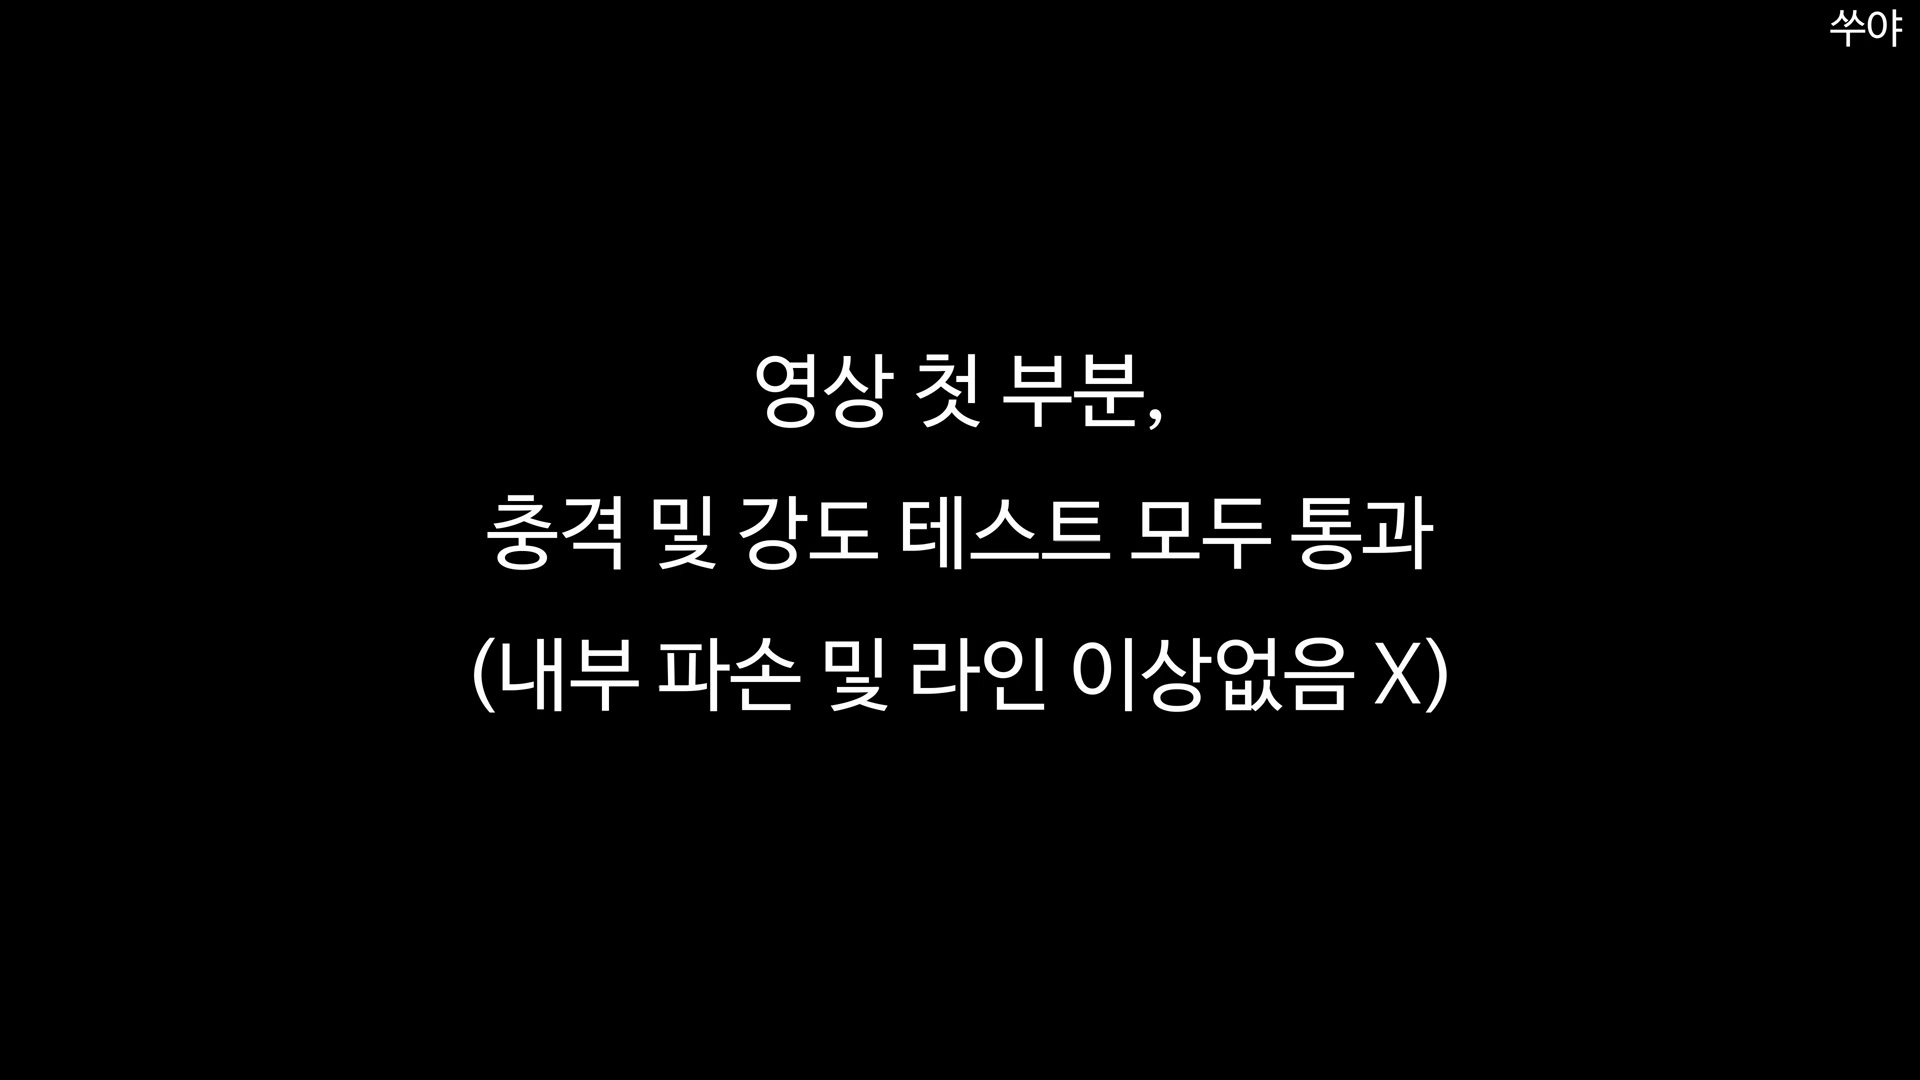 쑤야
영상 첫 부분,
충격 및 강도 테스트 모두 통과
(내부 파손 및 라인 이상없음 X)